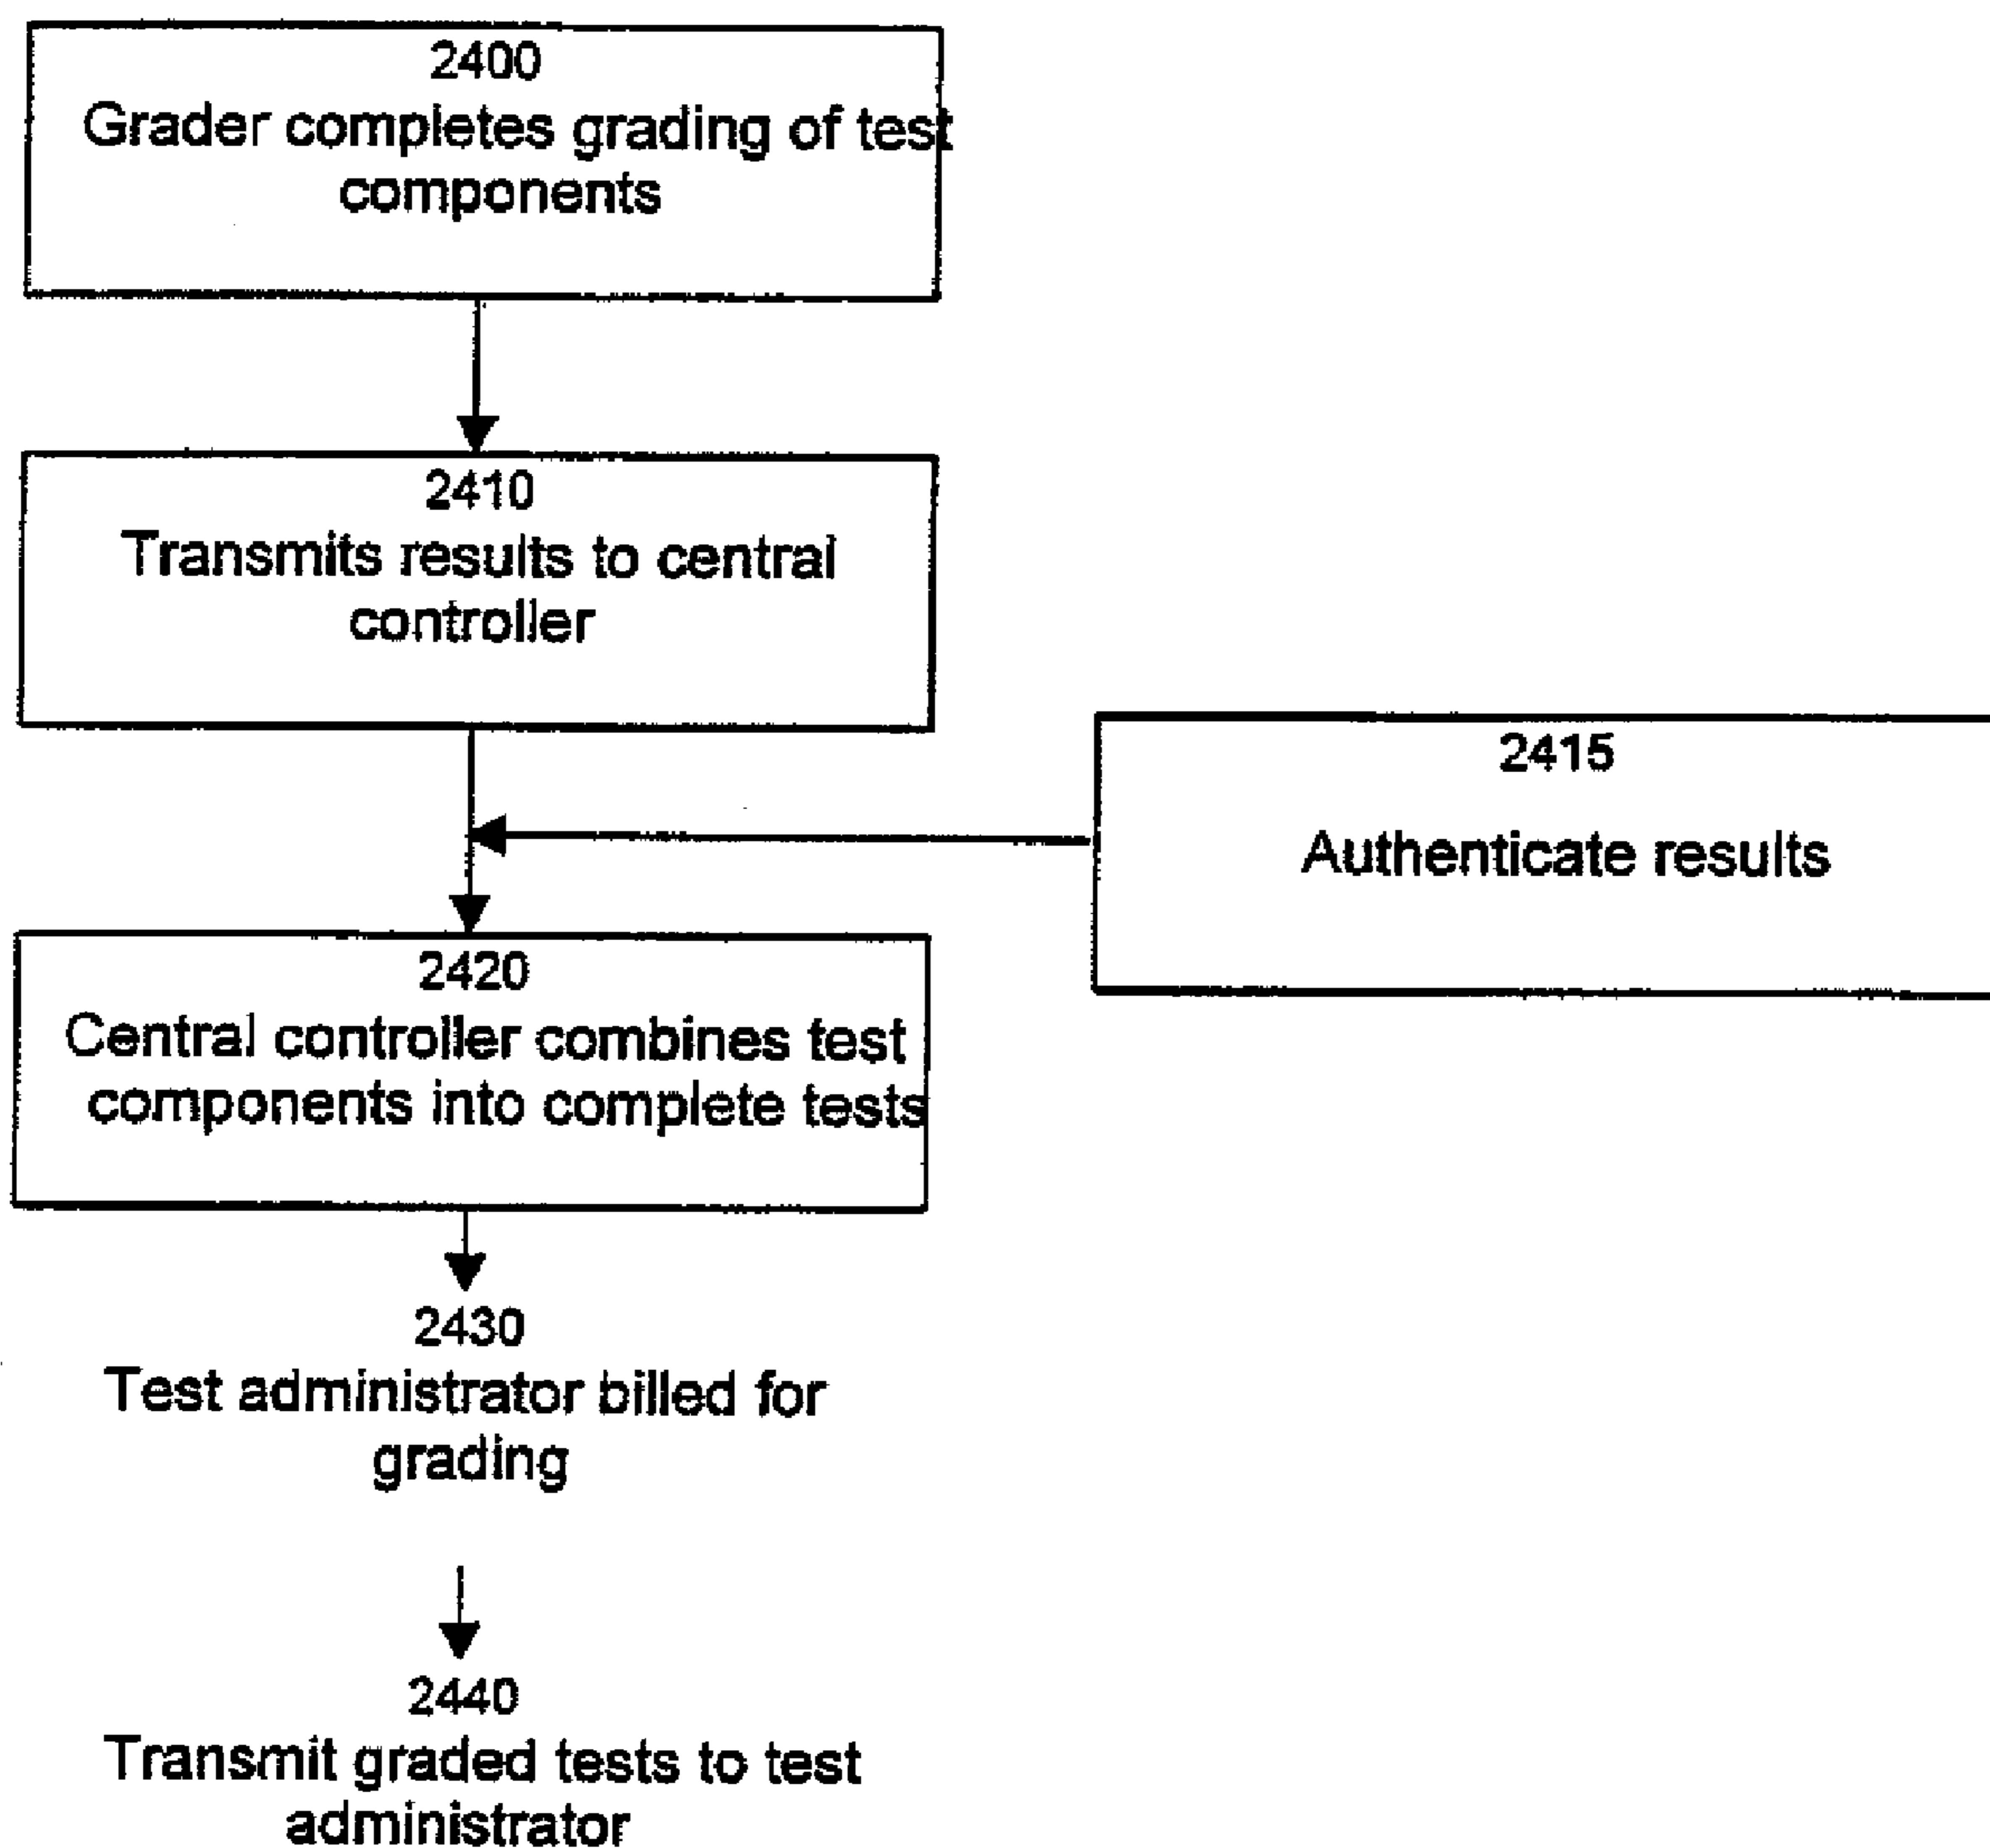 2400
Grader completes grading of test
components
2410
Transmits results to central
controller
2415
Authenticate results
2420
Central controller combines test
components into complete tests
2430
Test administrator billed for
grading
2440
Transmit graded tests to test
administrator